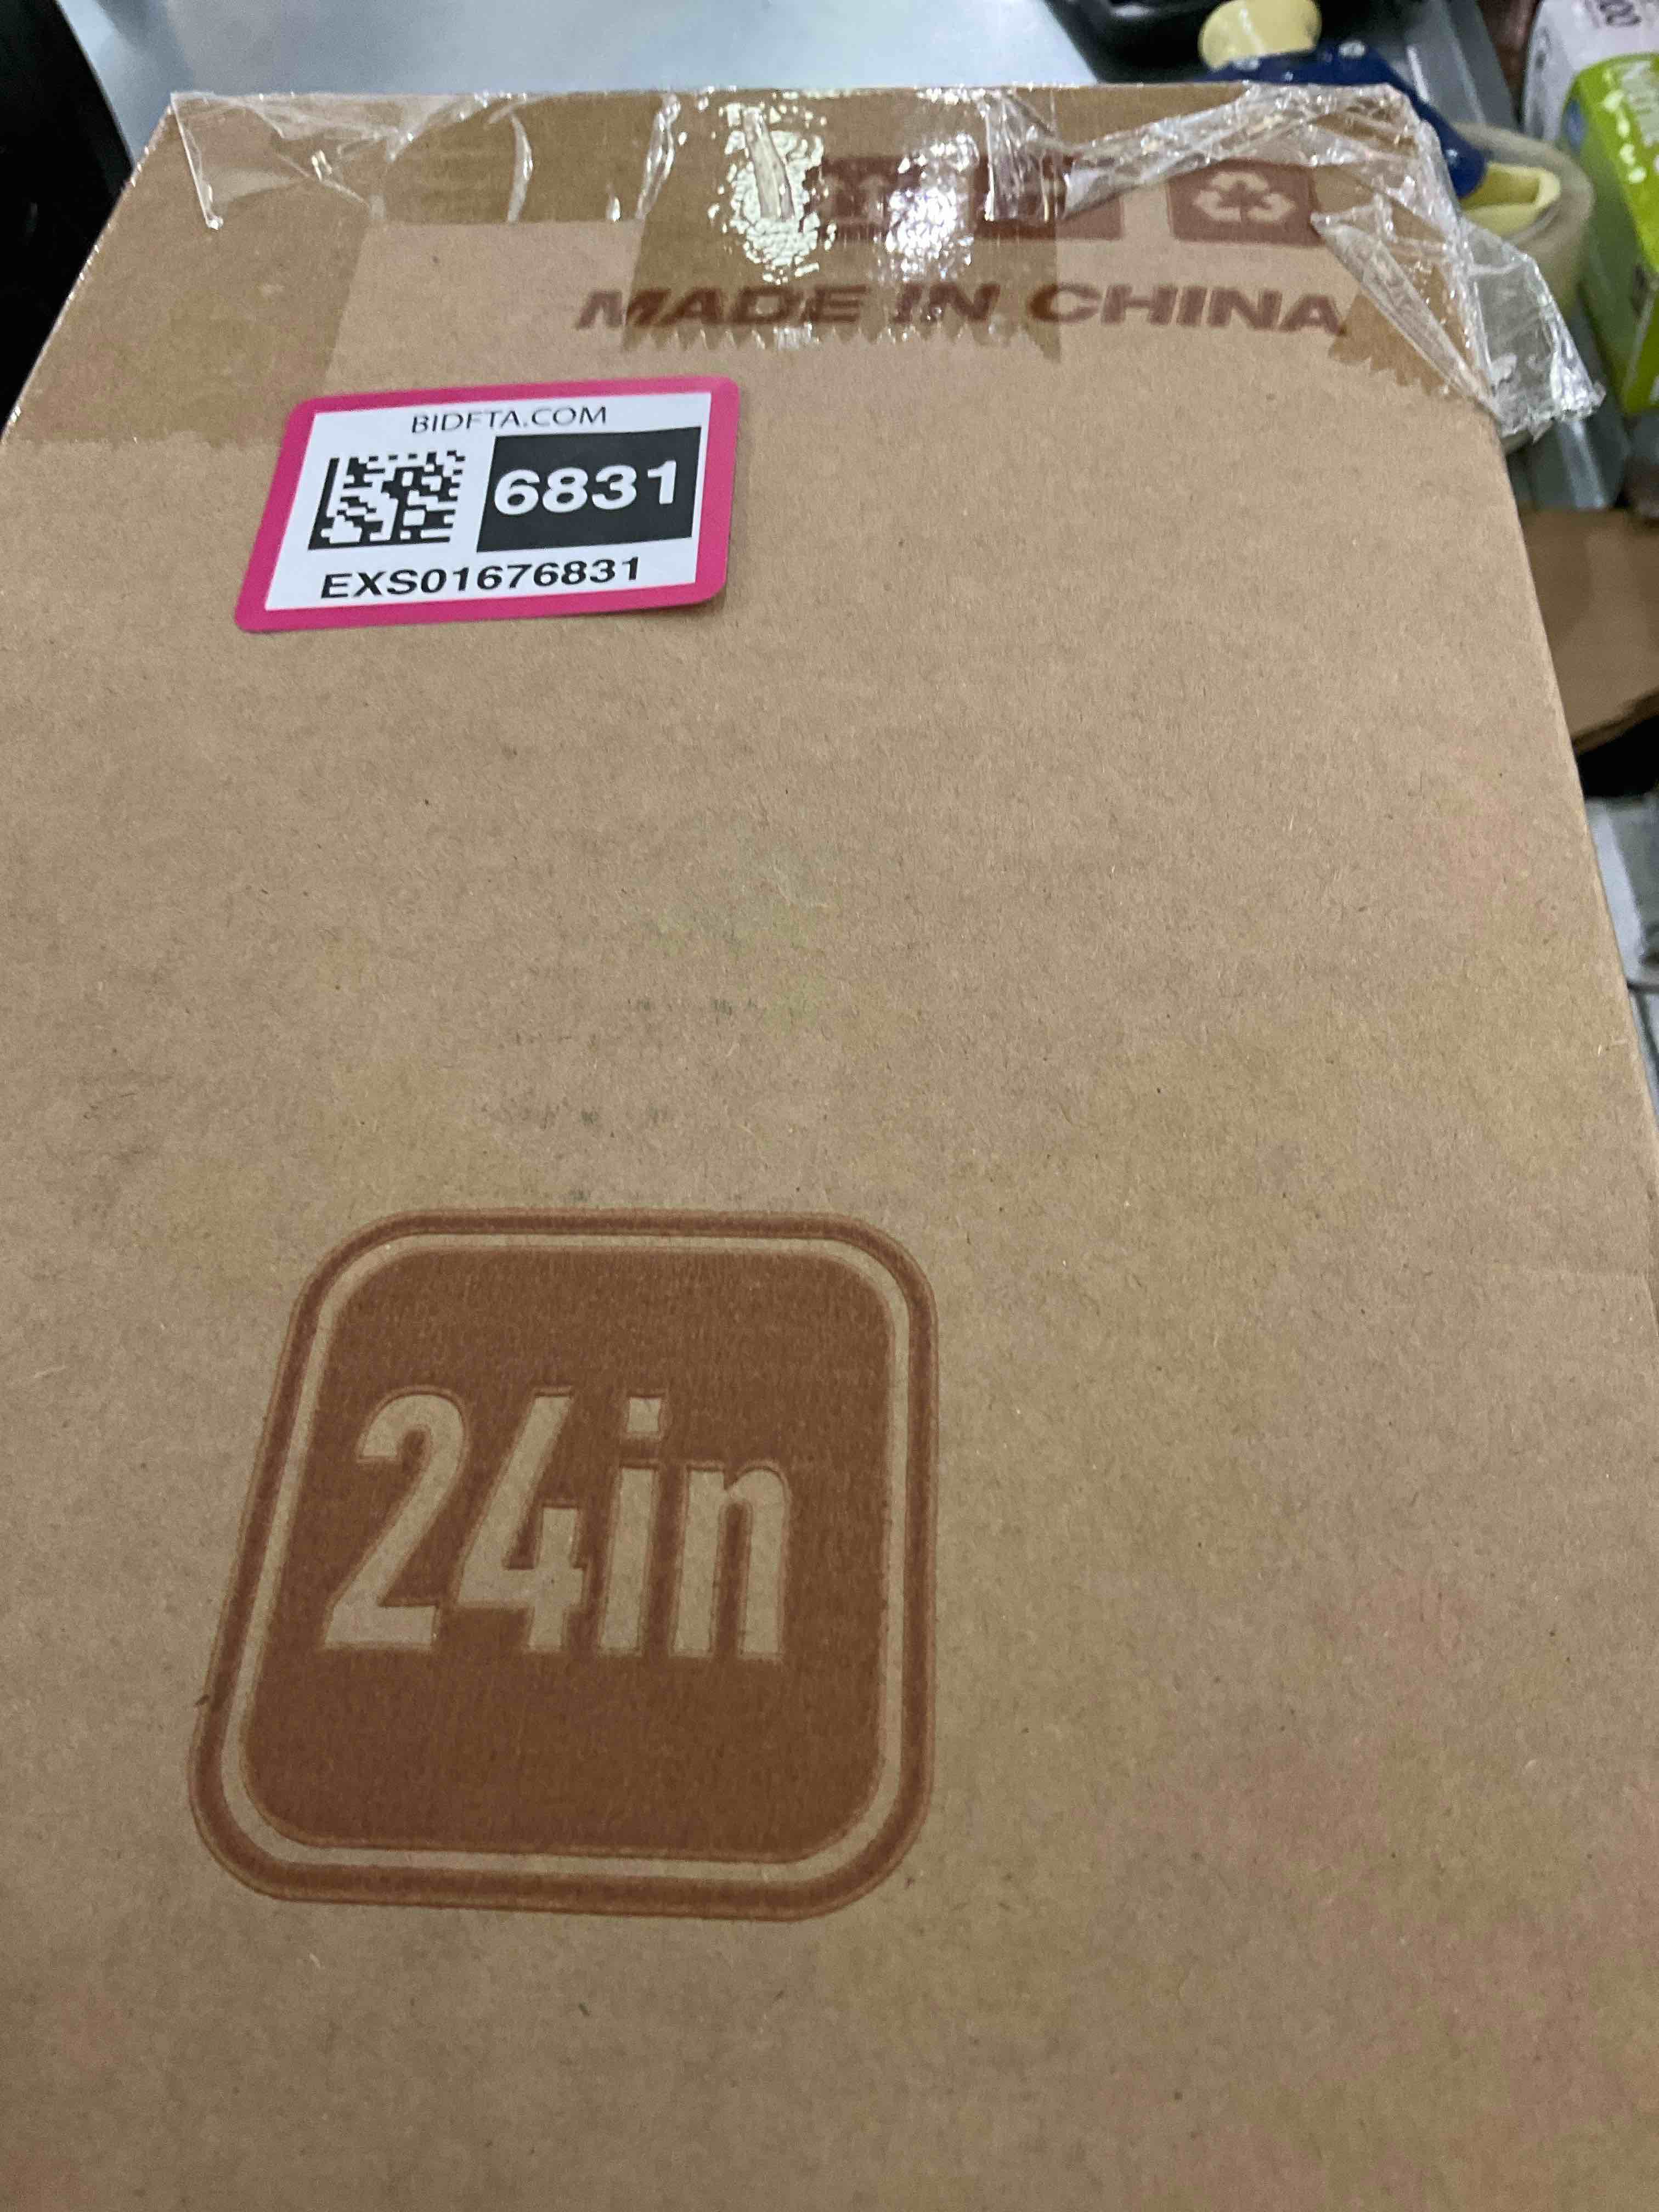 MADE IN CHINA
BIDFTA.COM
6831
EXS01676831
24in